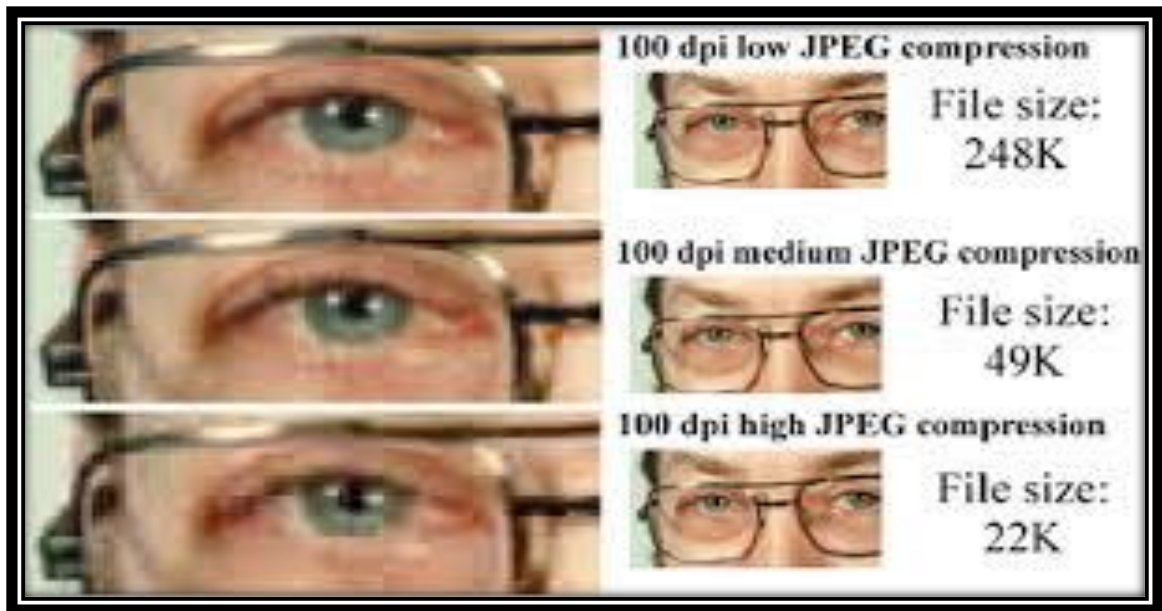 100 dpi low JPEG compression
File size:
248K
100 dpi medium JPEG compression
File size:
49K
100 dpi high JPEG compression
File size:
22K